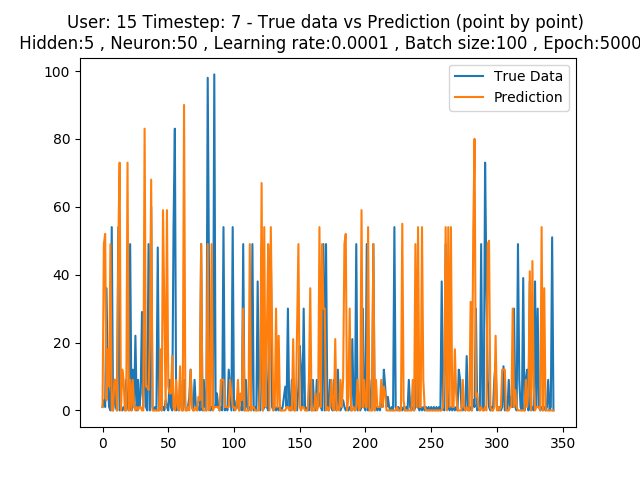 User: 15 Timestep: 7 - True data vs Prediction (point by point)
Hidden:5 , Neuron:50 , Learning rate:0.0001 , Batch size:100 , Epoch:5000
True Data
Prediction
100
80
60
40
20
0
0 50 100 150 200 250 300 350